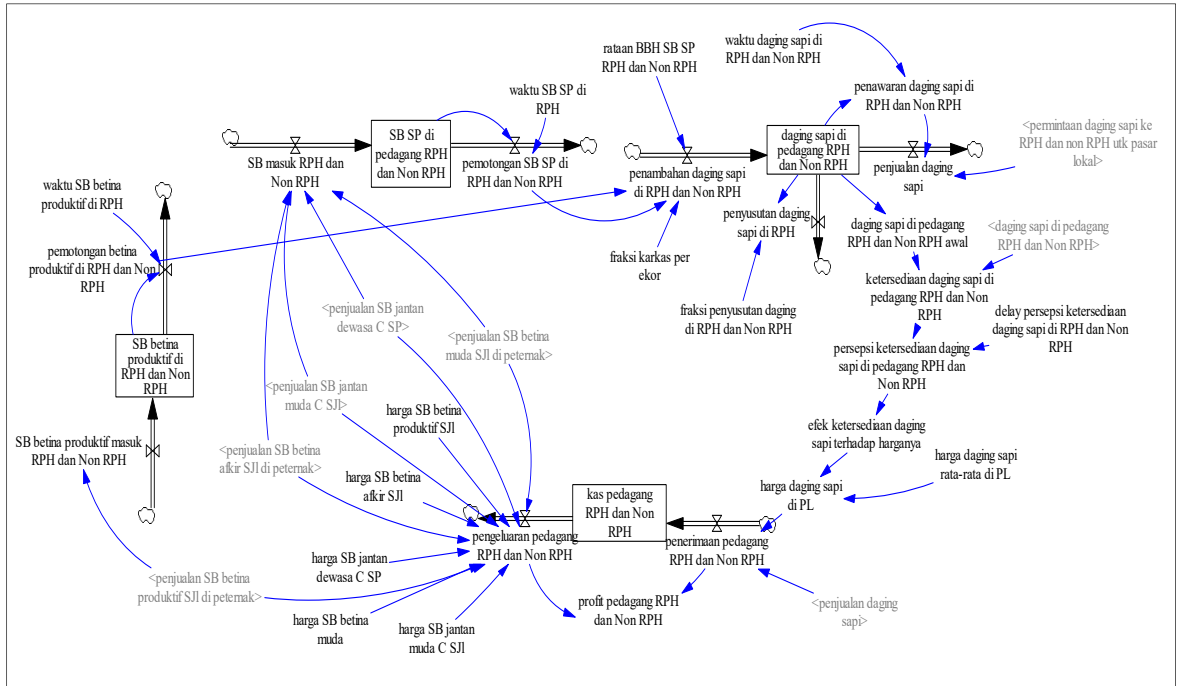 rataan BBH SB SP
RPH dan Non RPH
waktu daging sapi di
RPH dan Non RPH
penawaran daging sapi di
RPH dan Non RPH
waktu SB SP di
RPH
SB SP di
pedagang RPH
dan Non RPH
daging sapi di
pedagang RPH
dan Non RPH
<permintaan daging sapi ke
RPH dan non RPH utk pasar
lokal>
SB masuk RPH dan
Non RPH
pemotongan SB SP di
RPH dan Non RPH
penambahan daging sapi
di RPH dan Non RPH
penjualan daging
sapi
waktu SB betina
produktif di RPH
pemotongan betina
produktif di RPH dan Non
RPH
penyusutan daging
sapi di RPH
daging sapi di pedagang
RPH dan Non RPH awal
<daging sapi di pedagang
RPH dan Non RPH>
fraksi karkas per
ekor
ketersediaan daging sapi di
pedagang RPH dan Non
RPH
fraksi penyusutan daging
di RPH dan Non RPH
delay persepsi ketersediaan
daging sapi di RPH dan Non
RPH
<penjualan SB jantan
dewasa C SP>
<penjualan SB betina
muda SJl di peternak>
SB betina
produktif di
RPH dan Non
RPH
persepsi ketersediaan daging
sapi di pedagang RPH dan
Non RPH
<penjualan SB jantan
muda C SJl>
harga SB betina
produktif SJl
efek ketersediaan daging
sapi terhadap harganya
SB betina produktif masuk
RPH dan Non RPH
<penjualan SB betina
afkir SJl di peternak>
harga SB betina
afkir SJl
harga daging sapi
rata-rata di PL
harga daging sapi
di PL
kas pedagang
RPH dan Non
RPH
pengeluaran pedagang
RPH dan Non RPH
penerimaan pedagang
RPH dan Non RPH
harga SB jantan
dewasa C SP
<penjualan SB betina
produktif SJl di peternak>
harga SB betina
muda
harga SB jantan
muda C SJl
profit pedagang RPH
dan Non RPH
<penjualan daging
sapi>